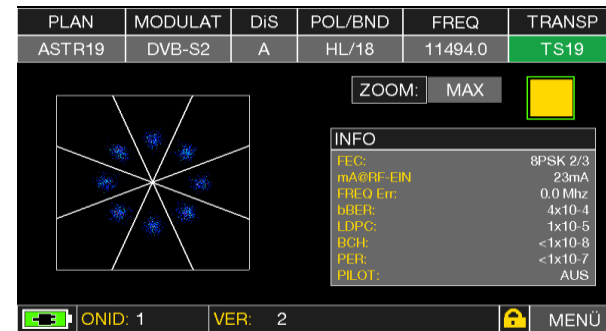 PLAN MODULAT DiS POL/BND FREQ TRANSP
ASTR19 DVB-S2 A HL/18 11494.0 TS19
ZOOM: MAX
INFO
FEC: 8PSK 2/3
mA@RF-EIN 23mA
FREQ Err: 0.0 Mhz
bBER: 4x10-4
LDPC: 1x10-5
BCH: <1x10-8
PER: <1x10-7
PILOT: AUS
ONID: 1 VER: 2 MENÜ